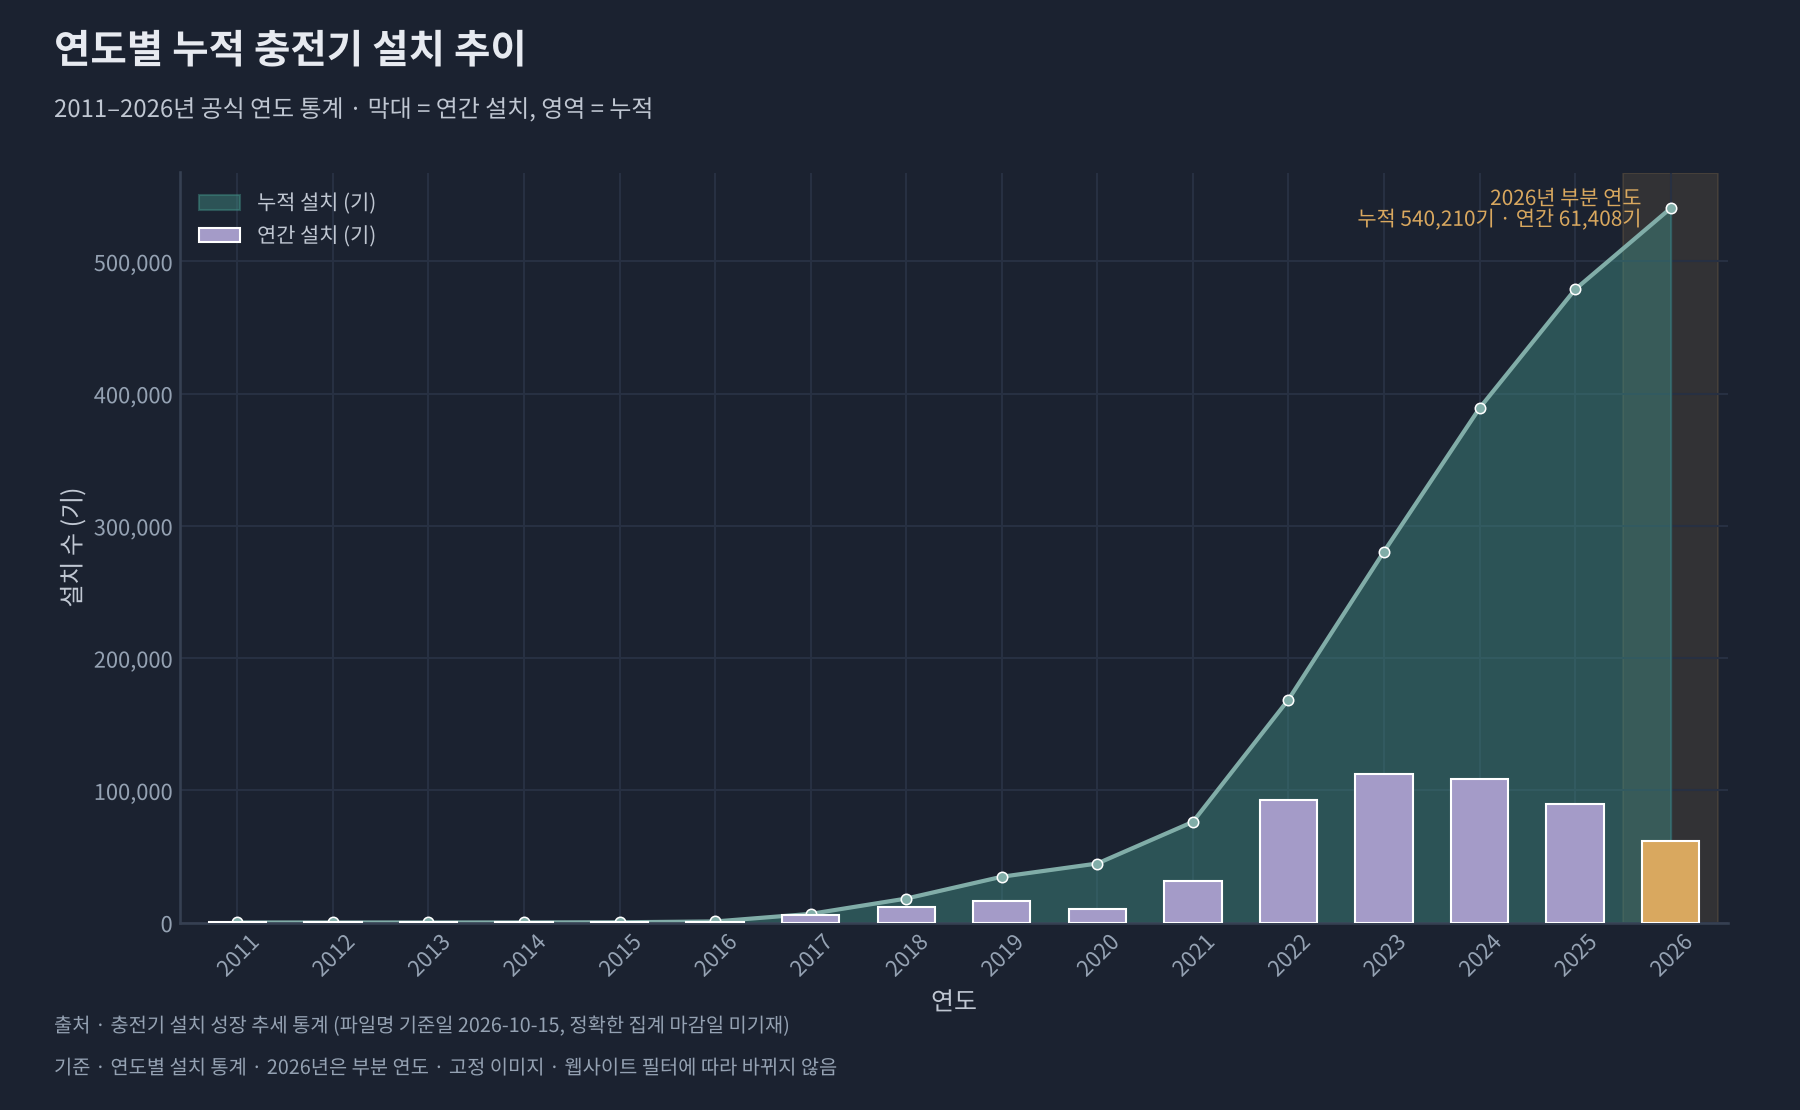 연도별 누적 충전기 설치 추이
2011–2026년 공식 연도 통계 · 막대 = 연간 설치, 영역 = 누적
누적 설치 (기)
연간 설치 (기)
2026년 부분 연도
누적 540,210기 · 연간 61,408기
설치 수 (기)
500,000
400,000
300,000
200,000
100,000
0
2011
2012
2013
2014
2015
2016
2017
2018
2019
2020
2021
2022
2023
2024
2025
2026
연도
출처 · 충전기 설치 성장 추세 통계 (파일명 기준일 2026-10-15, 정확한 집계 마감일 미기재)
기준 · 연도별 설치 통계 · 2026년은 부분 연도 · 고정 이미지 · 웹사이트 필터에 따라 바뀌지 않음